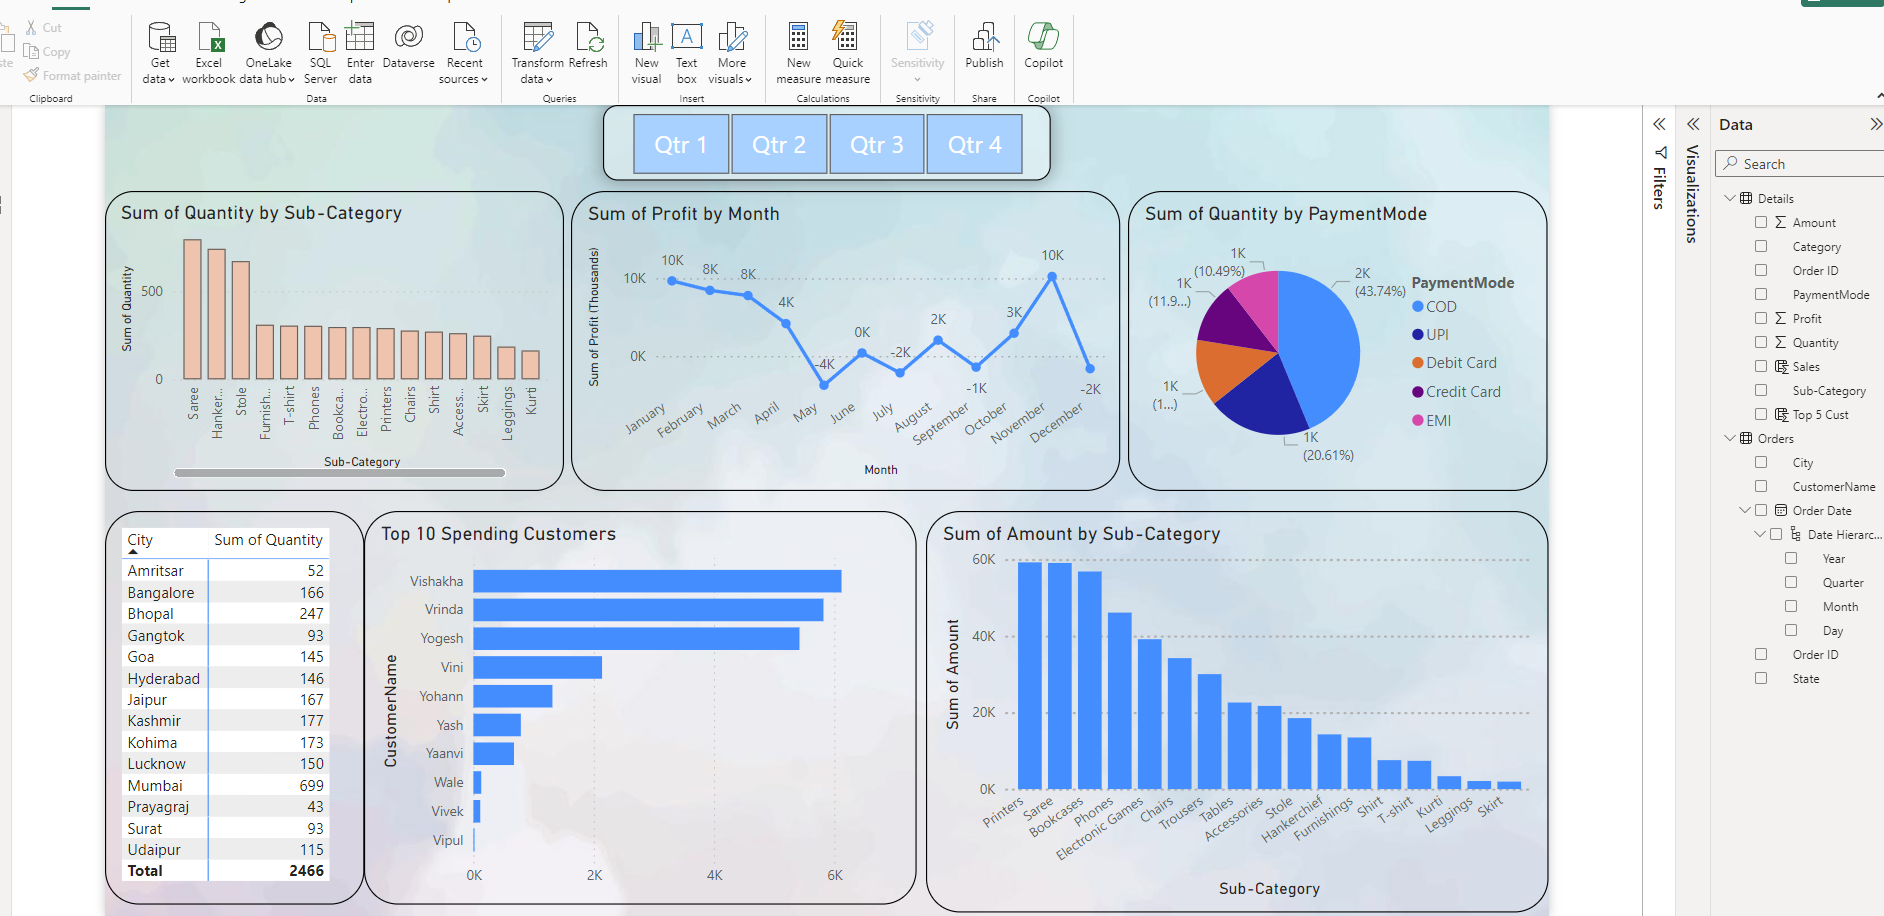 Cut
Copy
Format painter
Clipboard
Get data
Excel workbook
OneLake data hub
SQL Server
Enter data
Dataverse
Recent sources
Data
Transform data
Refresh
Queries
New visual
Text box
More visuals
Insert
New measure
Quick measure
Calculations
Sensitivity
Sensitivity
Publish
Share
Copilot
Copilot
Qtr 1
Qtr 2
Qtr 3
Qtr 4
Sum of Quantity by Sub-Category
Sum of Quantity
500
0
Saree
Hanker...
Stole
Furnish...
T-shirt
Phones
Bookca...
Electro...
Printers
Chairs
Shirt
Access...
Skirt
Leggings
Kurti
Sub-Category
Sum of Profit by Month
Sum of Profit (Thousands)
10K
0K
10K
8K
8K
4K
-4K
0K
-2K
2K
-1K
3K
10K
-2K
January
February
March
April
May
June
July
August
September
October
November
December
Month
Sum of Quantity by PaymentMode
2K
(43.74%)
1K
(20.61%)
1K
(1...)
1K
(11.9...)
1K
(10.49%)
PaymentMode
COD
UPI
Debit Card
Credit Card
EMI
City Sum of Quantity
Amritsar 52
Bangalore 166
Bhopal 247
Gangtok 93
Goa 145
Hyderabad 146
Jaipur 167
Kashmir 177
Kohima 173
Lucknow 150
Mumbai 699
Prayagraj 43
Surat 93
Udaipur 115
Total 2466
Top 10 Spending Customers
CustomerName
Vishakha
Vrinda
Yogesh
Vini
Yohann
Yash
Yaanvi
Wale
Vivek
Vipul
0K
2K
4K
6K
Sum of Amount by Sub-Category
Sum of Amount
60K
40K
20K
0K
Printers
Saree
Bookcases
Phones
Electronic Games
Chairs
Trousers
Tables
Accessories
Stole
Hankerchief
Furnishings
Shirt
T-shirt
Kurti
Leggings
Skirt
Sub-Category
Filters
Visualizations
Data
Search
Details
Amount
Category
Order ID
PaymentMode
Profit
Quantity
Sales
Sub-Category
Top 5 Cust
Orders
City
CustomerName
Order Date
Date Hierarc...
Year
Quarter
Month
Day
Order ID
State